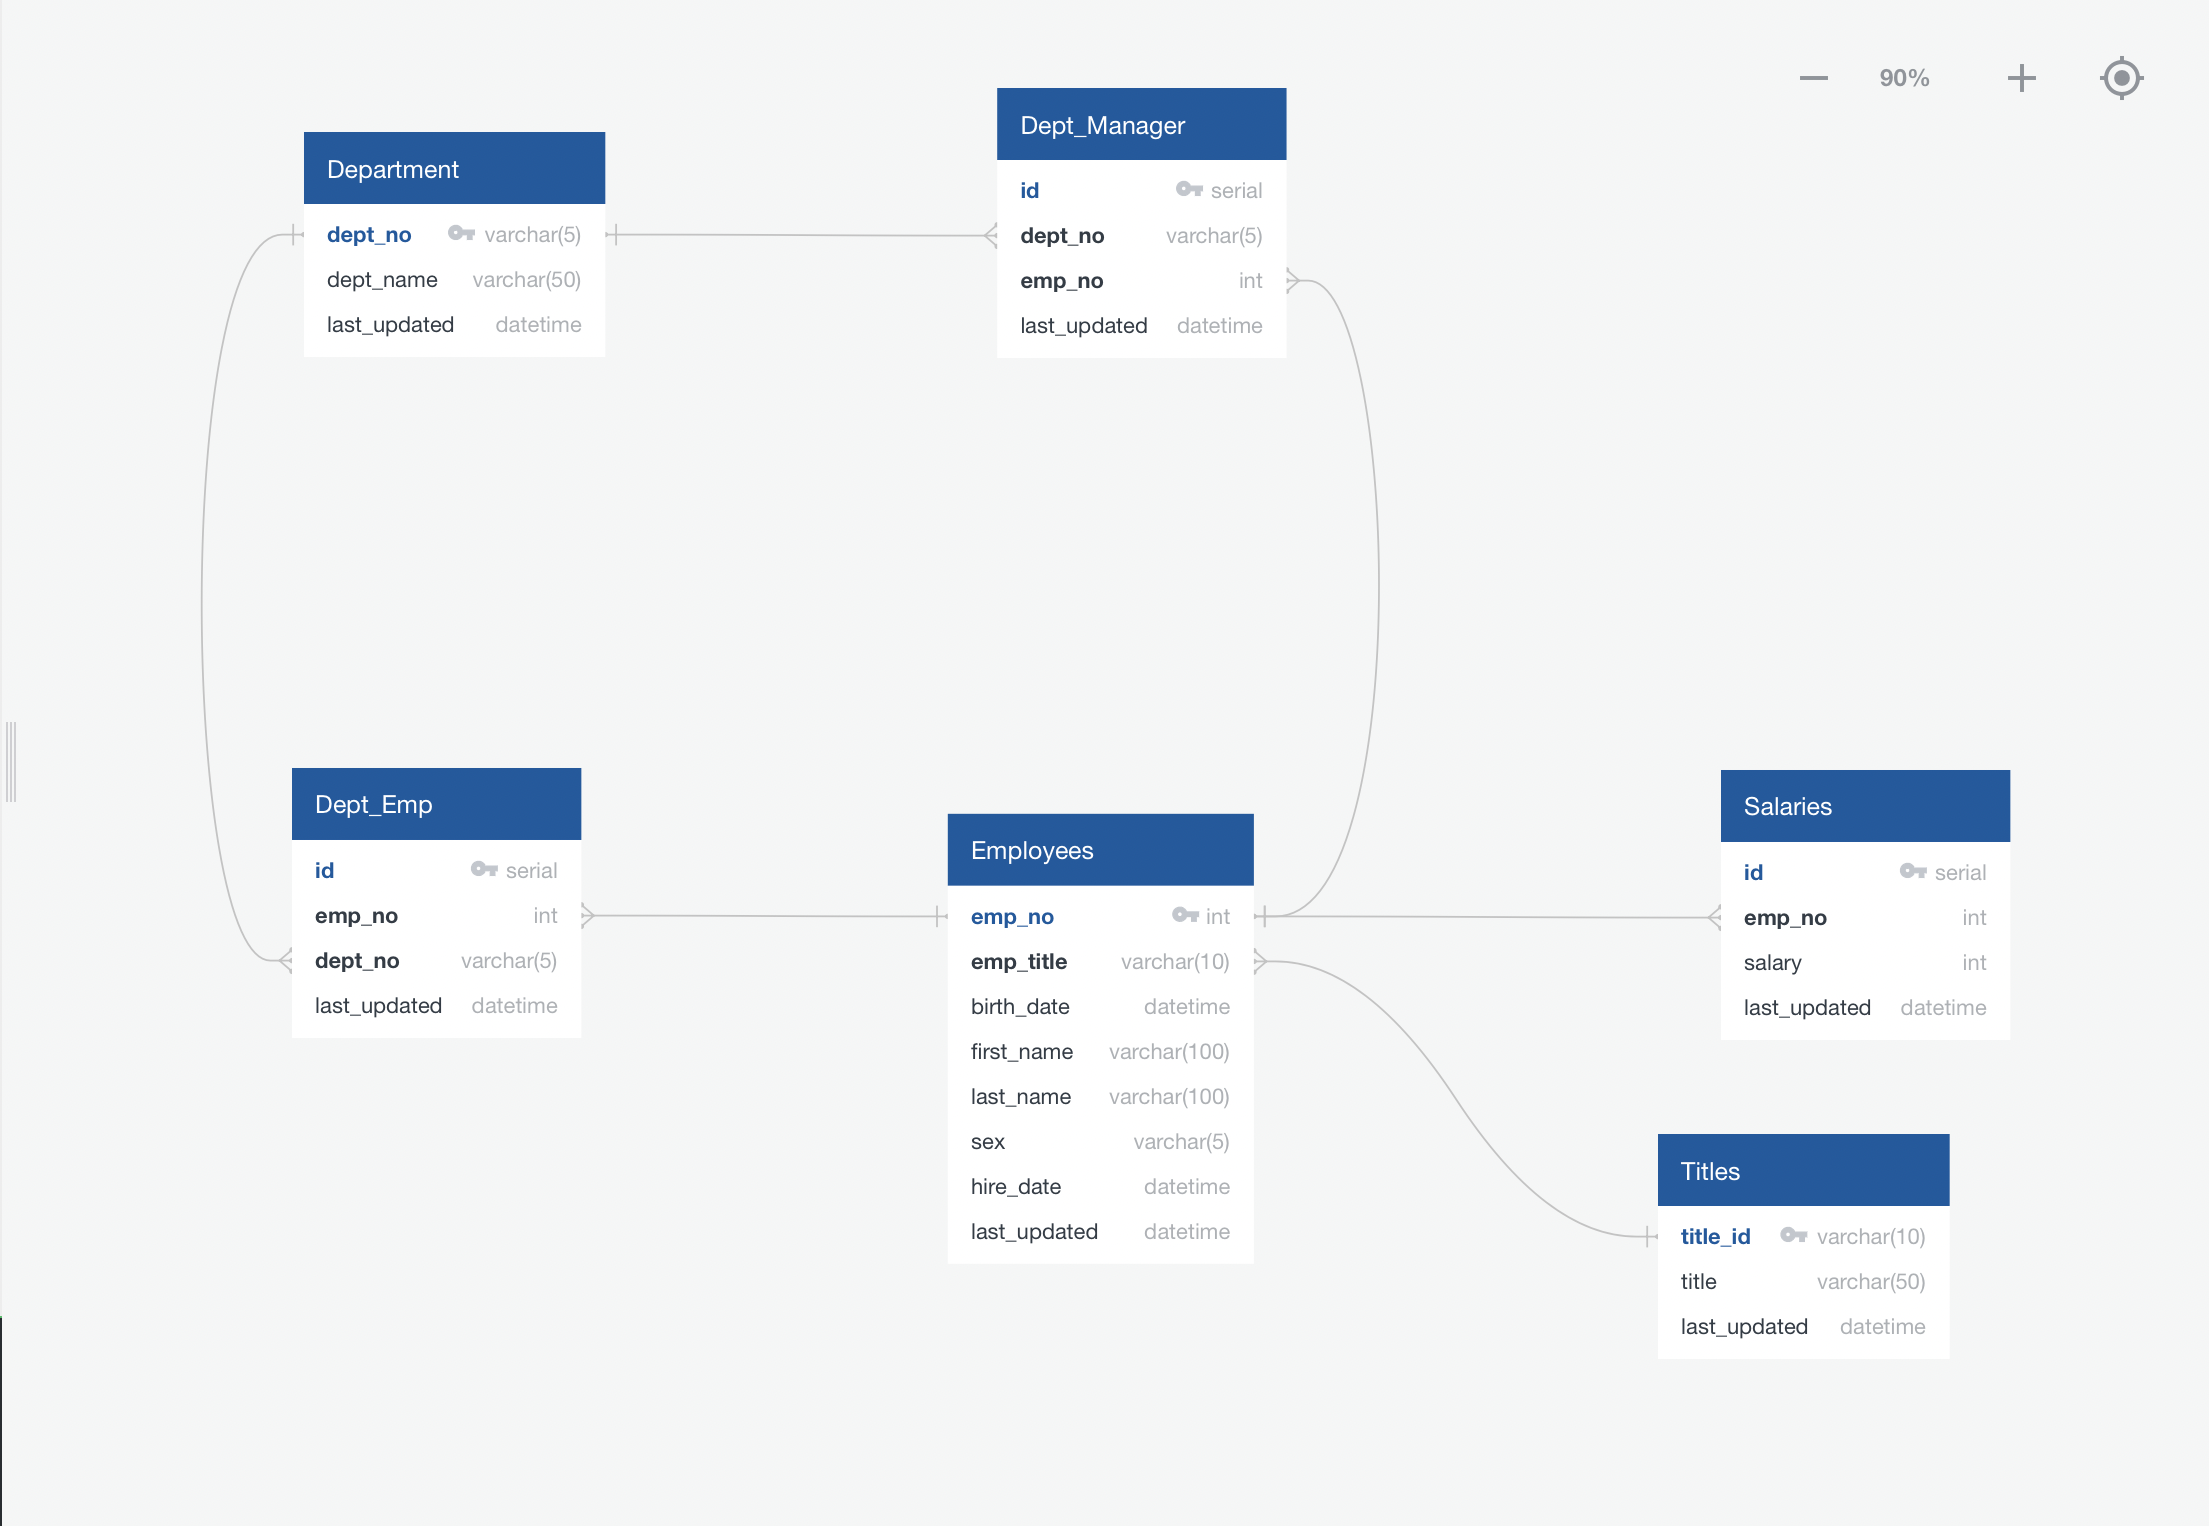 90%
Department
dept_no varchar(5)
dept_name varchar(50)
last_updated datetime
Dept_Manager
id serial
dept_no varchar(5)
emp_no int
last_updated datetime
Dept_Emp
id serial
emp_no int
dept_no varchar(5)
last_updated datetime
Employees
emp_no int
emp_title varchar(10)
birth_date datetime
first_name varchar(100)
last_name varchar(100)
sex varchar(5)
hire_date datetime
last_updated datetime
Salaries
id serial
emp_no int
salary int
last_updated datetime
Titles
title_id varchar(10)
title varchar(50)
last_updated datetime